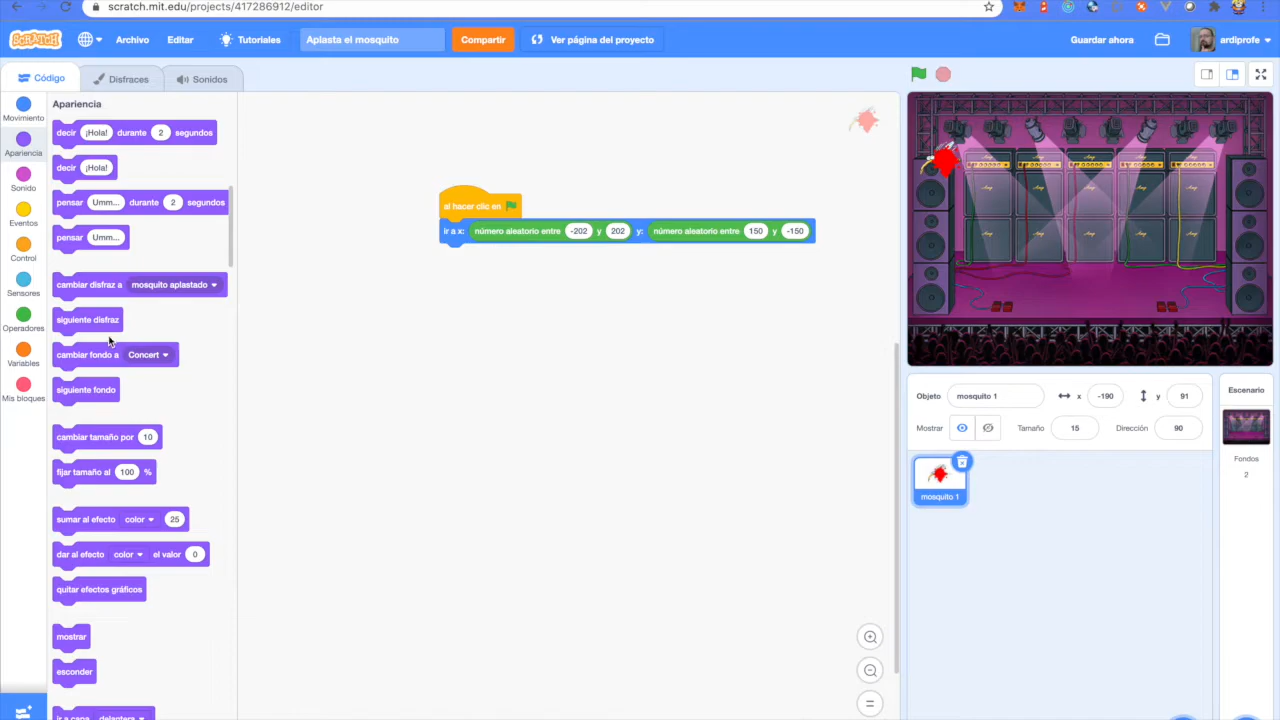 scratch.mit.edu/projects/417286912/editor
SCRATCH
Archivo
Editar
Tutoriales
Aplasta el mosquito
Compartir
Ver página del proyecto
Guardar ahora
ardiprofe
Código
Disfraces
Sonidos
Movimiento
Apariencia
Sonido
Eventos
Control
Sensores
Operadores
Variables
Mis bloques
Apariencia
decir ¡Hola! durante 2 segundos
decir ¡Hola!
pensar Umm... durante 2 segundos
pensar Umm...
cambiar disfraz a mosquito aplastado
siguiente disfraz
cambiar fondo a Concert
siguiente fondo
cambiar tamaño por 10
fijar tamaño al 100 %
sumar al efecto color 25
dar al efecto color el valor 0
quitar efectos gráficos
mostrar
esconder
ir a capa delantera
al hacer clic en
ir a x: número aleatorio entre -202 y 202 y: número aleatorio entre 150 y -150
Objeto mosquito 1 x -190 y 91
Mostrar Tamaño 15 Dirección 90
mosquito 1
Escenario
Fondos
2